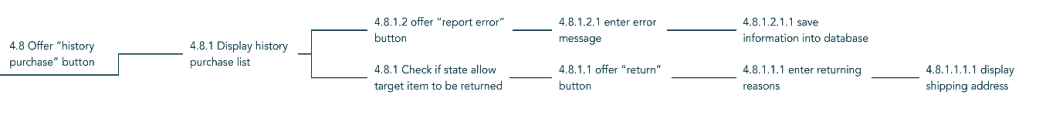 4.8 Offer "history
purchase" button
4.8.1 Display history
purchase list
4.8.1.2 offer "report error"
button
4.8.1.2.1 enter error
message
4.8.1.2.1.1 save
information into database
4.8.1 Check if state allow
target item to be returned
4.8.1.1 offer "return"
button
4.8.1.1.1 enter returning
reasons
4.8.1.1.1.1 display
shipping address